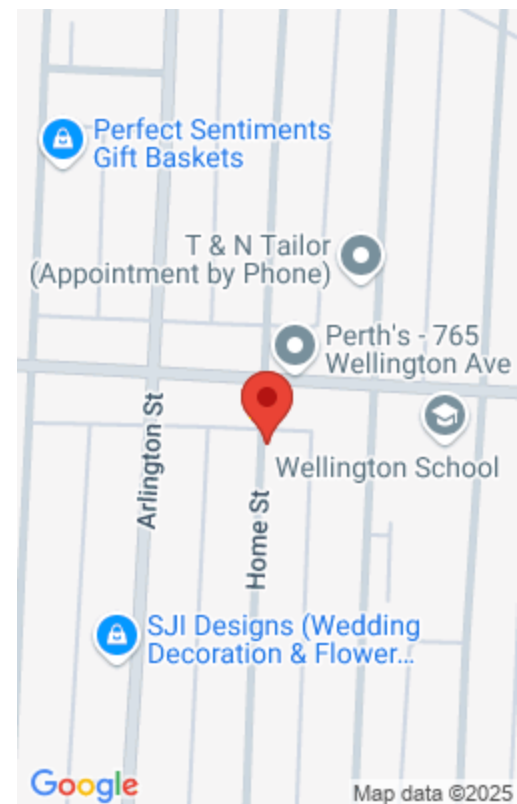 Perfect Sentiments
Gift Baskets
T & N Tailor
(Appointment by Phone)
Perth's - 765
Wellington Ave
Wellington School
Arlington St
Home St
SJI Designs (Wedding
Decoration & Flower...
Google
Map data ©2025